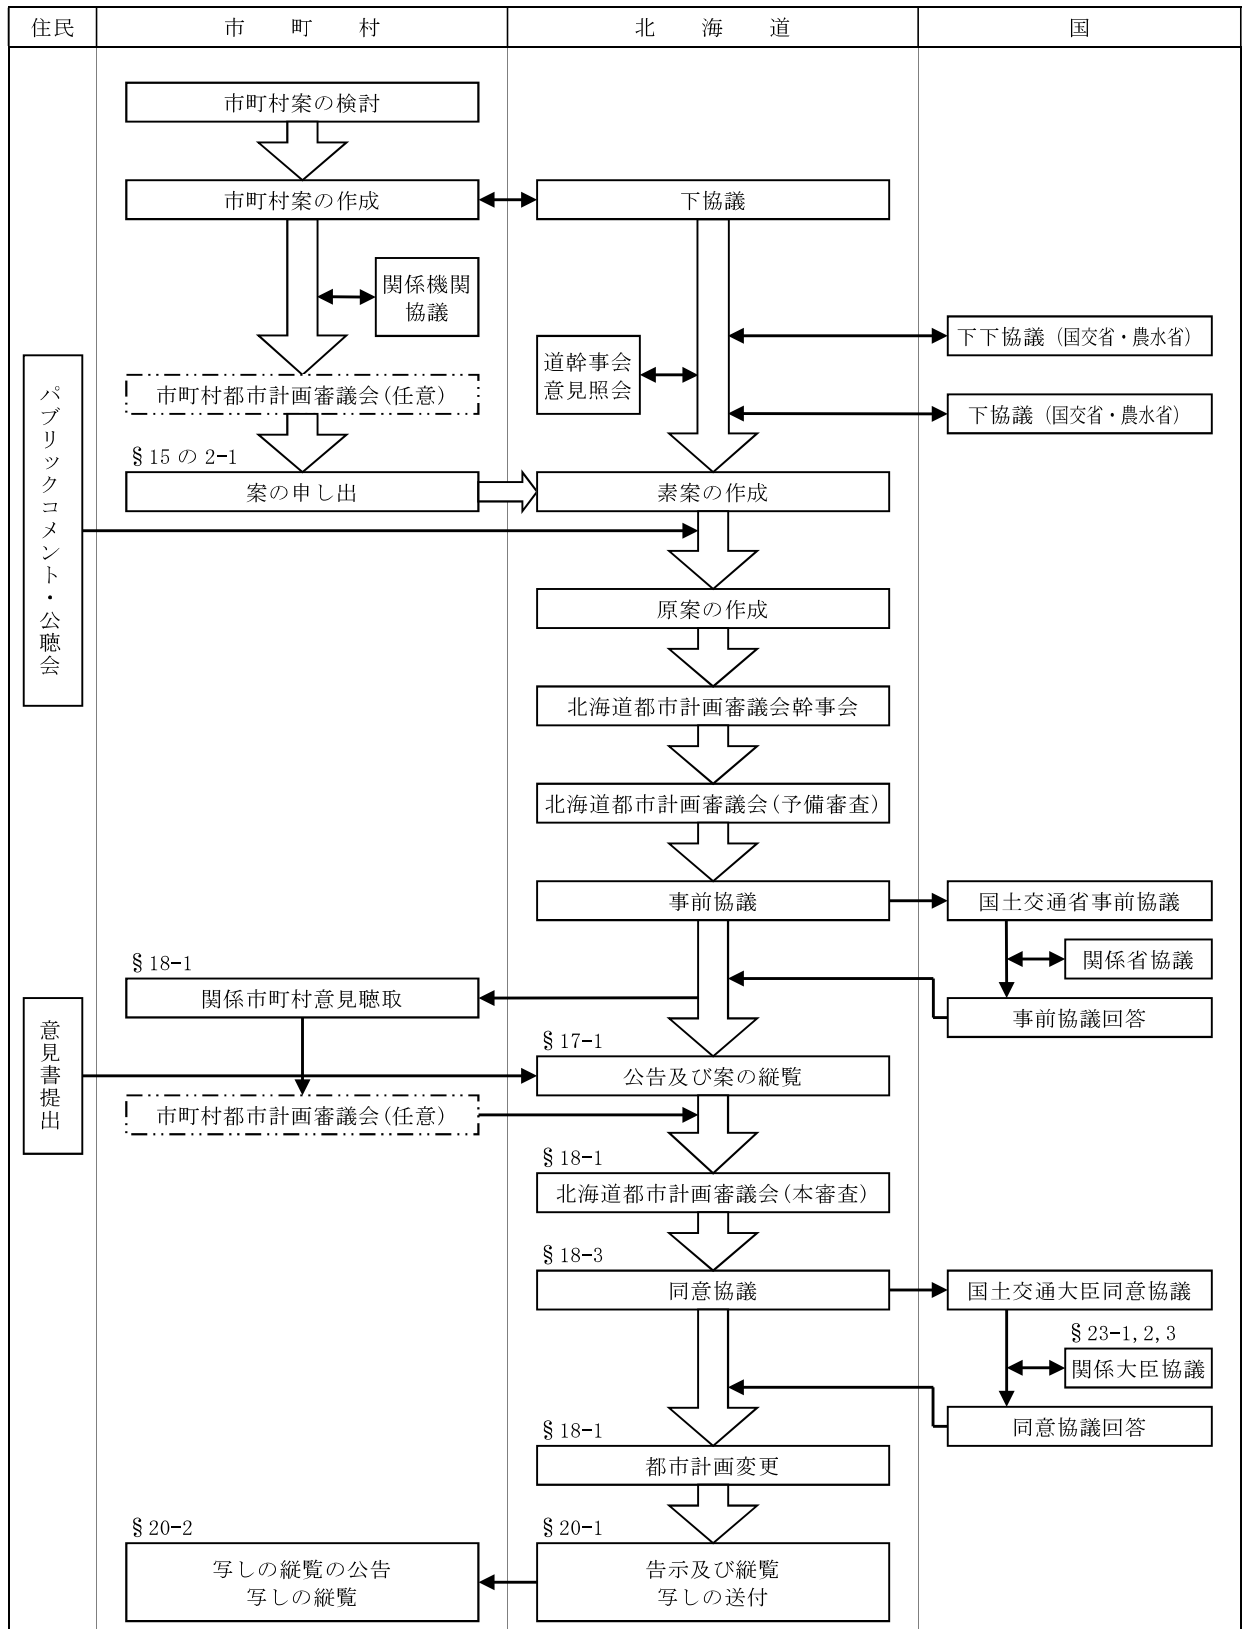 住民
市町村
北海道
国
市町村案の検討
市町村案の作成
下協議
関係機関
協議
下下協議（国交省・農水省）
道幹事会
意見照会
市町村都市計画審議会(任意)
下協議（国交省・農水省）
パブリックコメント・公聴会
§15の2-1
案の申し出
素案の作成
原案の作成
北海道都市計画審議会幹事会
北海道都市計画審議会(予備審査)
事前協議
国土交通省事前協議
関係省協議
§18-1
関係市町村意見聴取
事前協議回答
意見書提出
§17-1
公告及び案の縦覧
市町村都市計画審議会(任意)
§18-1
北海道都市計画審議会(本審査)
§18-3
同意協議
国土交通大臣同意協議
§23-1, 2, 3
関係大臣協議
同意協議回答
§18-1
都市計画変更
§20-2
§20-1
写しの縦覧の公告
写しの縦覧
告示及び縦覧
写しの送付